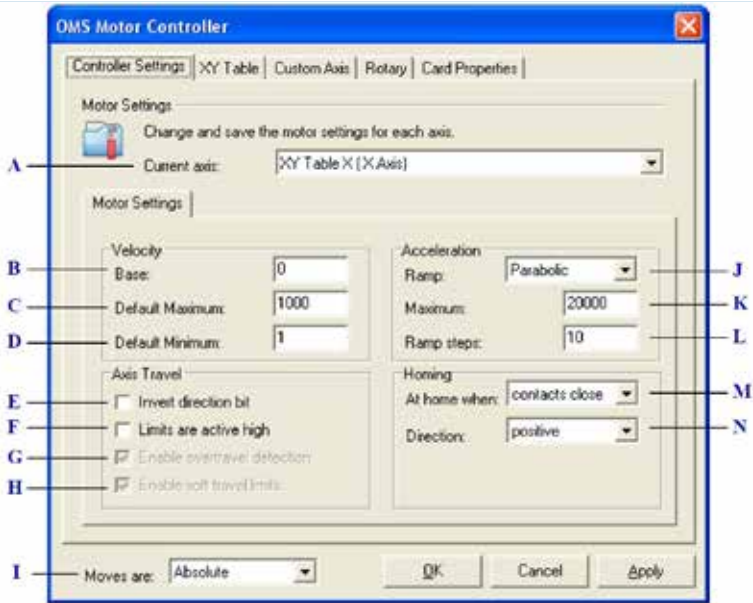 OMS Motor Controller
Controller Settings XY Table Custom Axis Rotary Card Properties
Motor Settings
Change and save the motor settings for each axis.
A Current axis: XY Table X (X Axis)
Motor Settings
Velocity Acceleration
B Base: 0 Ramp: Parabolic J
C Default Maximum: 1000 Maximum: 20000 K
D Default Minimum: 1 Ramp steps: 10 L
Axis Travel Homing
E Invert direction bit At home when: contacts close M
F Limits are active high Direction: positive N
G Enable overtravel detection
H Enable soft travel limits
I Moves are: Absolute OK Cancel Apply